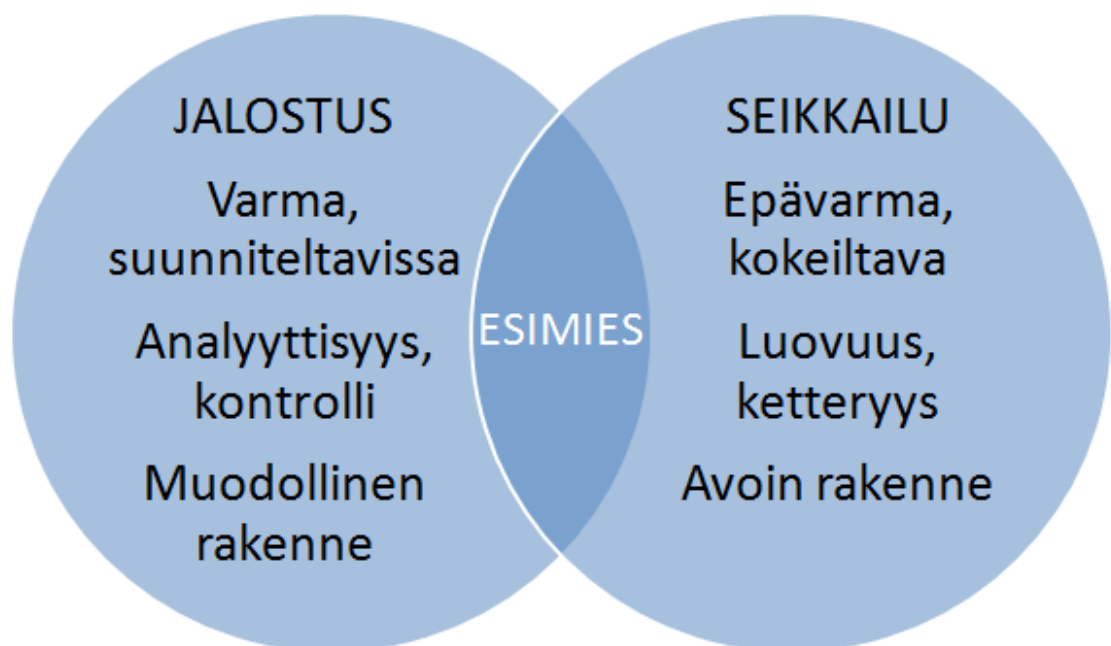 JALOSTUS
Varma,
suunniteltavissa
Analyyttisyys,
kontrolli
Muodollinen
rakenne
ESIMIES
SEIKKAILU
Epävarma,
kokeiltava
Luovuus,
ketteryys
Avoin rakenne